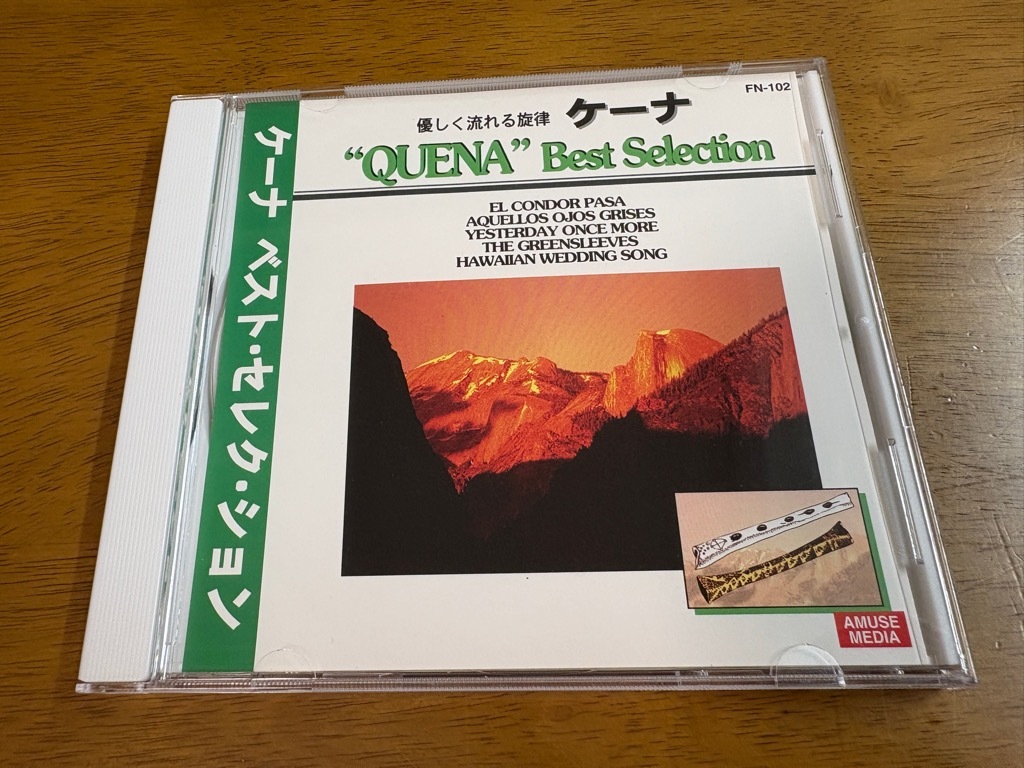 FN-102
優しく流れる旋律 ケーナ
“QUENA” Best Selection
EL CONDOR PASA
AQUELLOS OJOS GRISES
YESTERDAY ONCE MORE
THE GREENSLEEVES
HAWAIIAN WEDDING SONG
ケーナ ベスト・セレクション
AMUSE
MEDIA